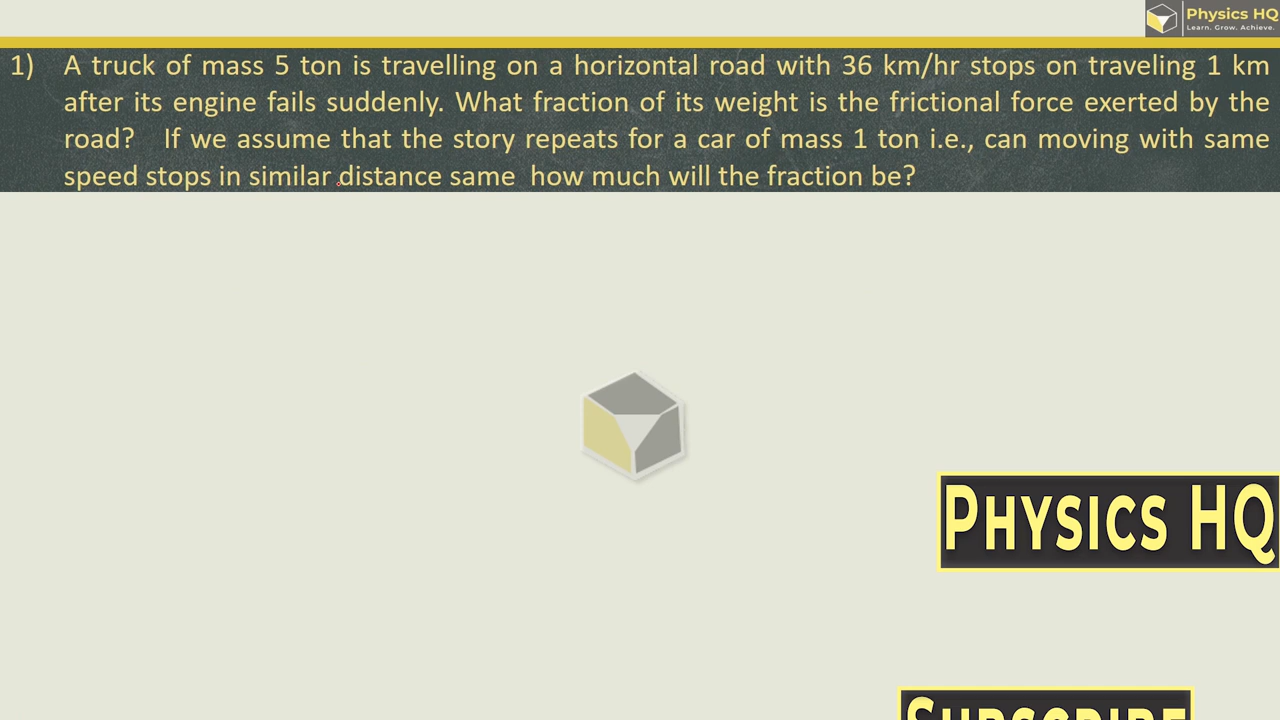 Physics HQ
Learn. Grow. Achieve.
1) A truck of mass 5 ton is travelling on a horizontal road with 36 km/hr stops on traveling 1 km
after its engine fails suddenly. What fraction of its weight is the frictional force exerted by the
road? If we assume that the story repeats for a car of mass 1 ton i.e., can moving with same
speed stops in similar distance same how much will the fraction be?
PHYSICS HQ
SUBSCRIBE